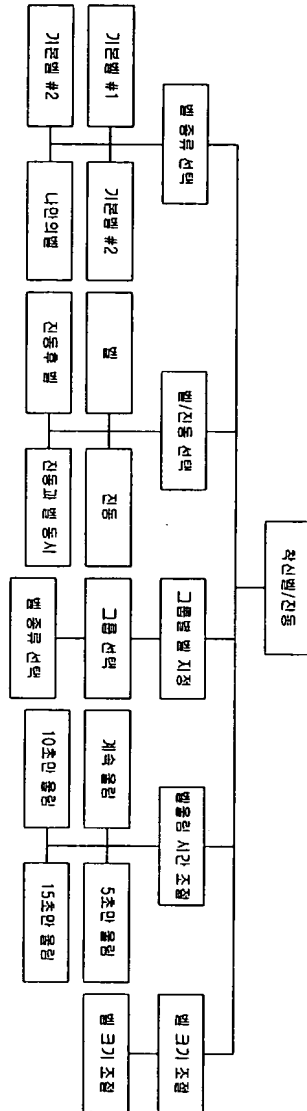 착신벨/진동
벨 종류 선택
벨/진동 선택
그룹별 벨 지정
벨울림 시간 조절
벨 크기 조절
기본벨 #1
기본벨 #2
벨
진동
그룹 선택
계속 울림
5초만 울림
벨 크기 조절
기본벨 #2
나만의벨
진동후 벨
진동과 벨 동시
벨 종류 선택
10초만 울림
15초만 울림